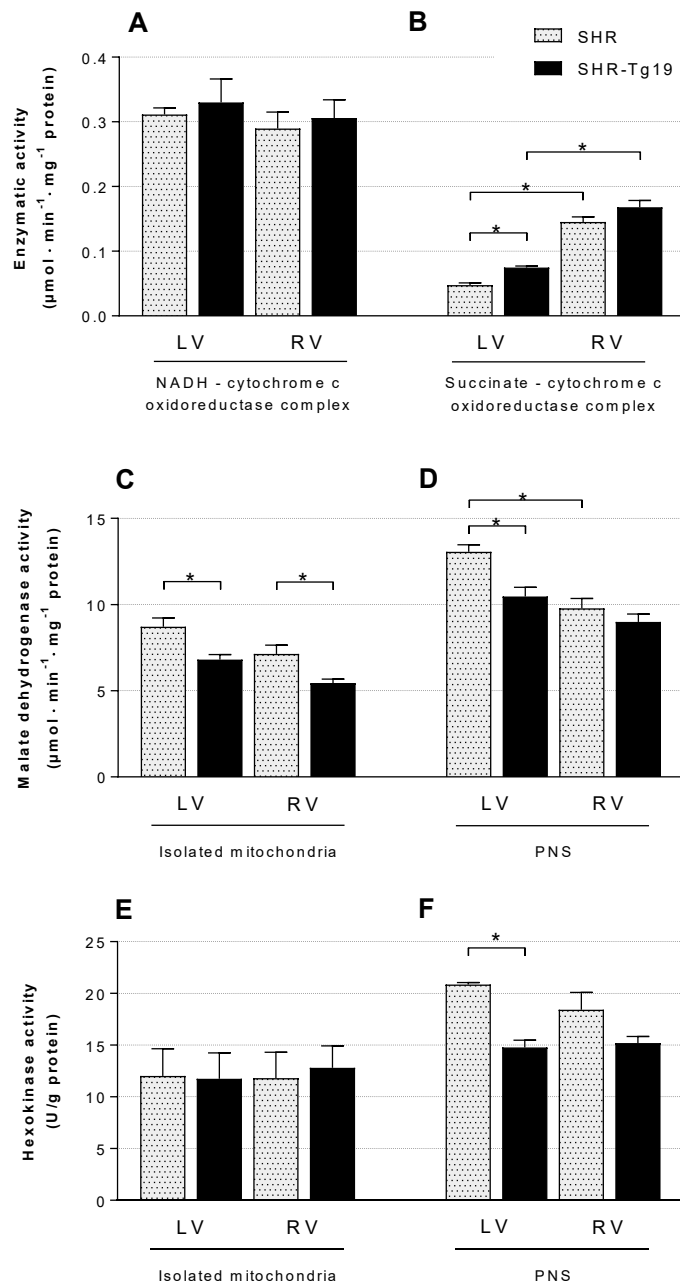 A
B
SHR
SHR-Tg19
Enzymatic activity
(µmol · min⁻¹ · mg⁻¹ protein)
0.4
0.3
0.2
0.1
0.0
*
*
*
LV RV
LV RV
NADH - cytochrome c
oxidoreductase complex
Succinate - cytochrome c
oxidoreductase complex
C
D
Malate dehydrogenase activity
(µmol · min⁻¹ · mg⁻¹ protein)
15
10
5
0
*
*
*
*
LV RV
LV RV
Isolated mitochondria
PNS
E
F
Hexokinase activity
(U/g protein)
25
20
15
10
5
0
*
LV RV
LV RV
Isolated mitochondria
PNS